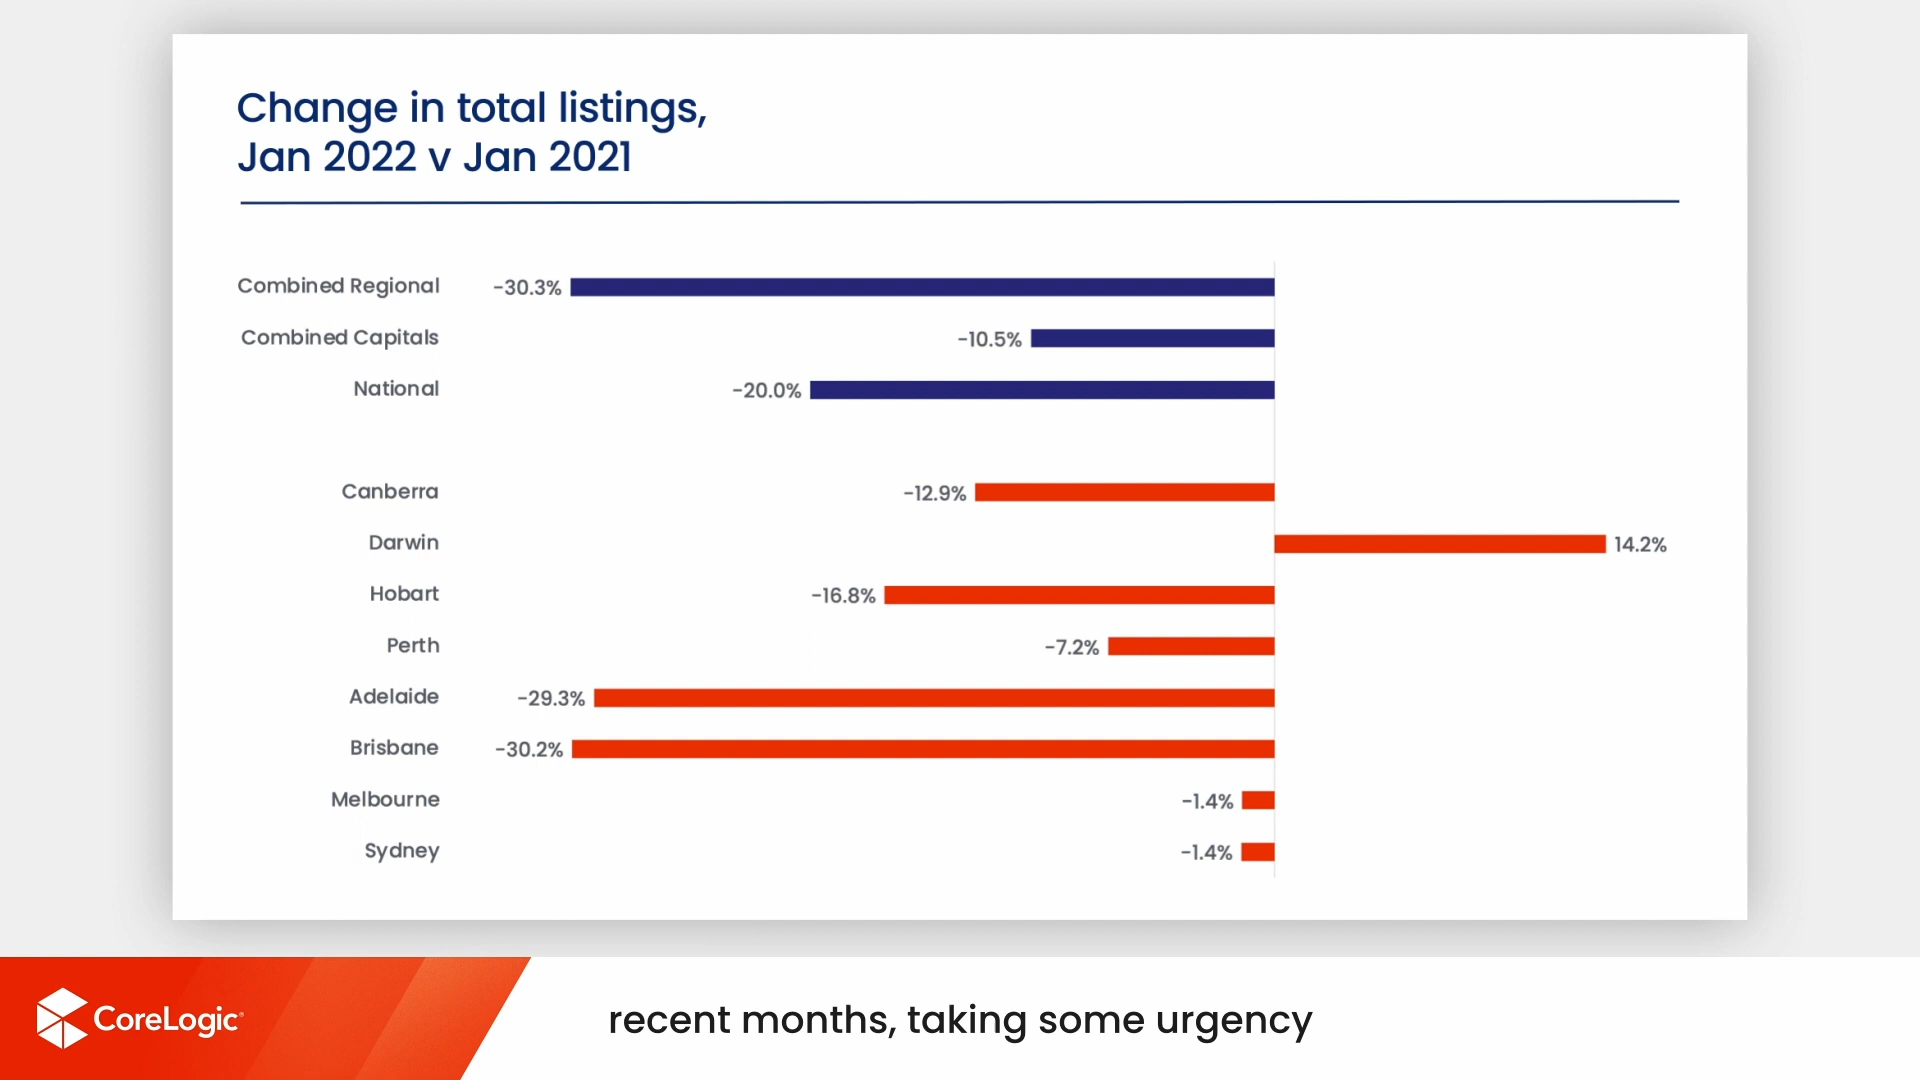 Change in total listings,
Jan 2022 v Jan 2021
Combined Regional -30.3%
Combined Capitals -10.5%
National -20.0%
Canberra -12.9%
Darwin 14.2%
Hobart -16.8%
Perth -7.2%
Adelaide -29.3%
Brisbane -30.2%
Melbourne -1.4%
Sydney -1.4%
CoreLogic
recent months, taking some urgency